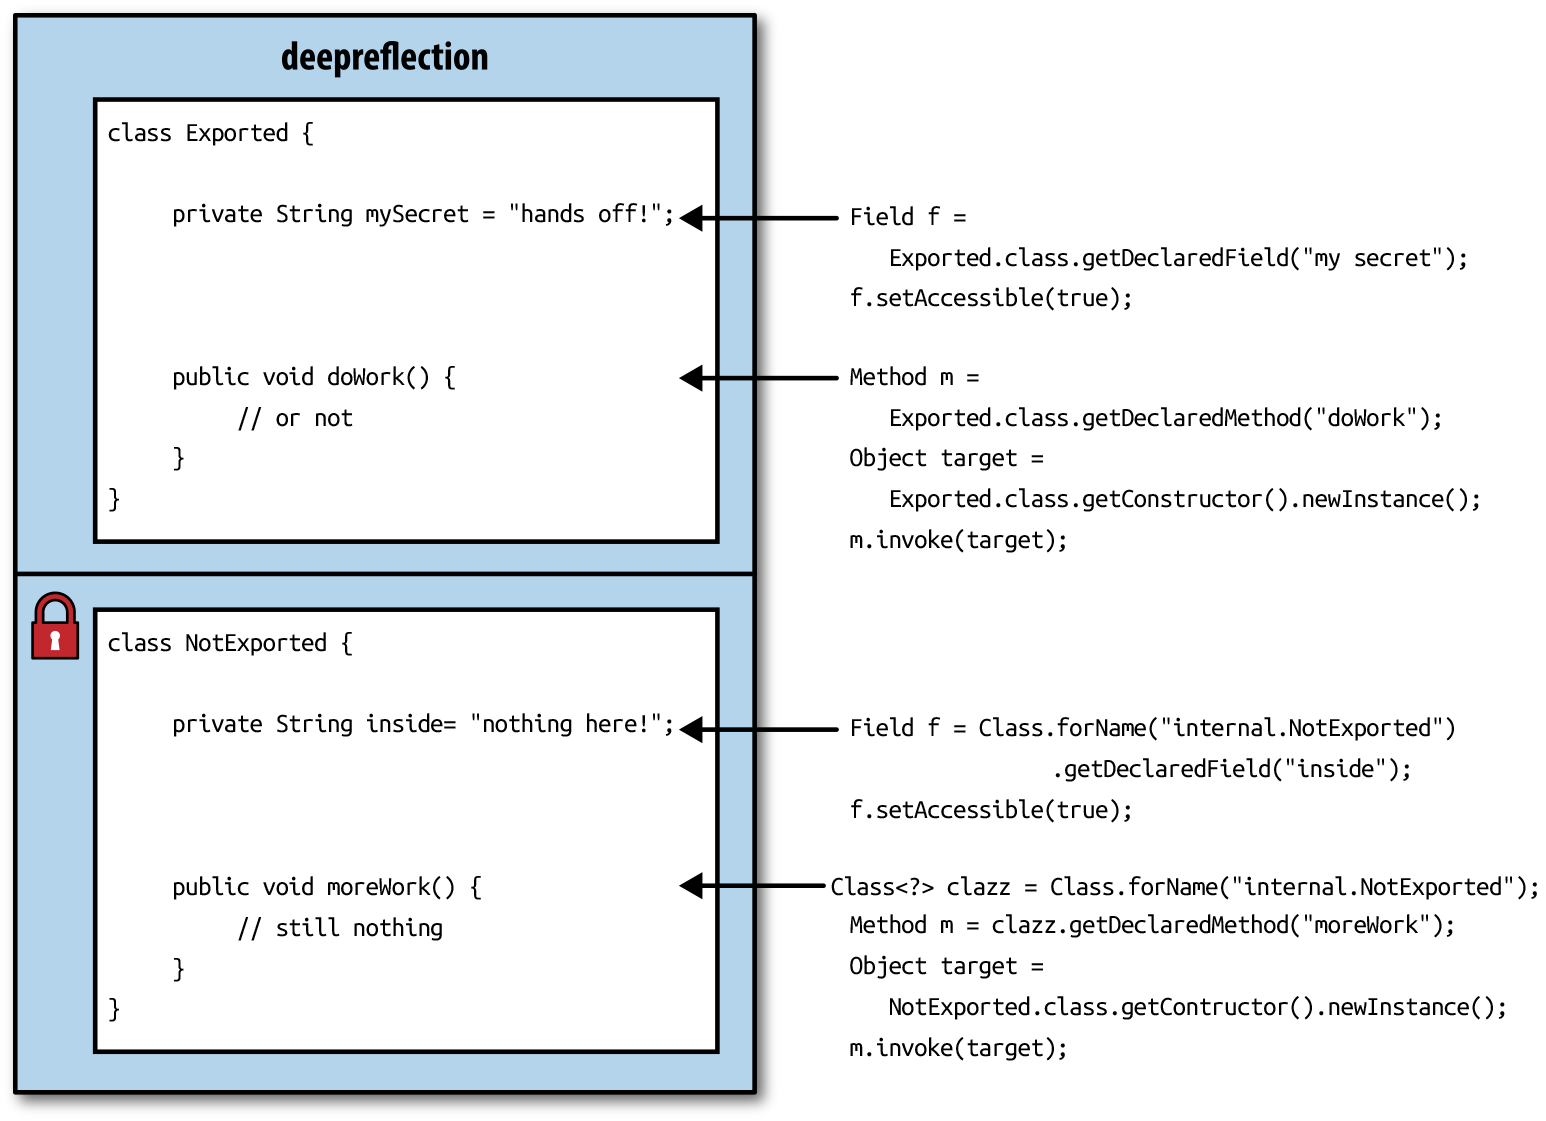 deepreflection
class Exported {
private String mySecret = "hands off!";
public void doWork() {
// or not
}
}
Field f =
Exported.class.getDeclaredField("my secret");
f.setAccessible(true);
Method m =
Exported.class.getDeclaredMethod("doWork");
Object target =
Exported.class.getConstructor().newInstance();
m.invoke(target);
class NotExported {
private String inside= "nothing here!";
public void moreWork() {
// still nothing
}
}
Field f = Class.forName("internal.NotExported")
.getDeclaredField("inside");
f.setAccessible(true);
Class<?> clazz = Class.forName("internal.NotExported");
Method m = clazz.getDeclaredMethod("moreWork");
Object target =
NotExported.class.getContructor().newInstance();
m.invoke(target);